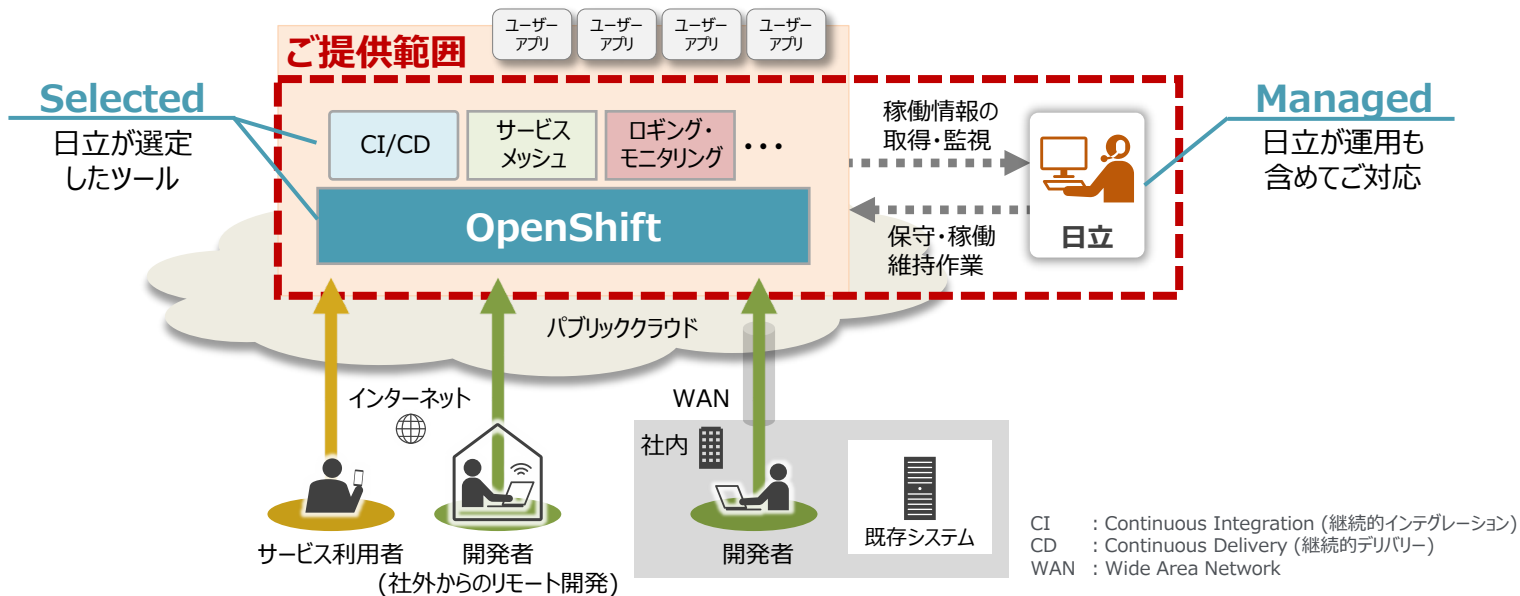 ユーザー
アプリ
ユーザー
アプリ
ユーザー
アプリ
ユーザー
アプリ
ご提供範囲
Selected
日立が選定
したツール
CI/CD
サービス
メッシュ
ロギング・
モニタリング
･･･
OpenShift
稼働情報の
取得・監視
保守・稼働
維持作業
日立
Managed
日立が運用も
含めてご対応
パブリッククラウド
インターネット
WAN
社内
サービス利用者
開発者
(社外からのリモート開発)
開発者
既存システム
CI : Continuous Integration (継続的インテグレーション)
CD : Continuous Delivery (継続的デリバリー)
WAN : Wide Area Network